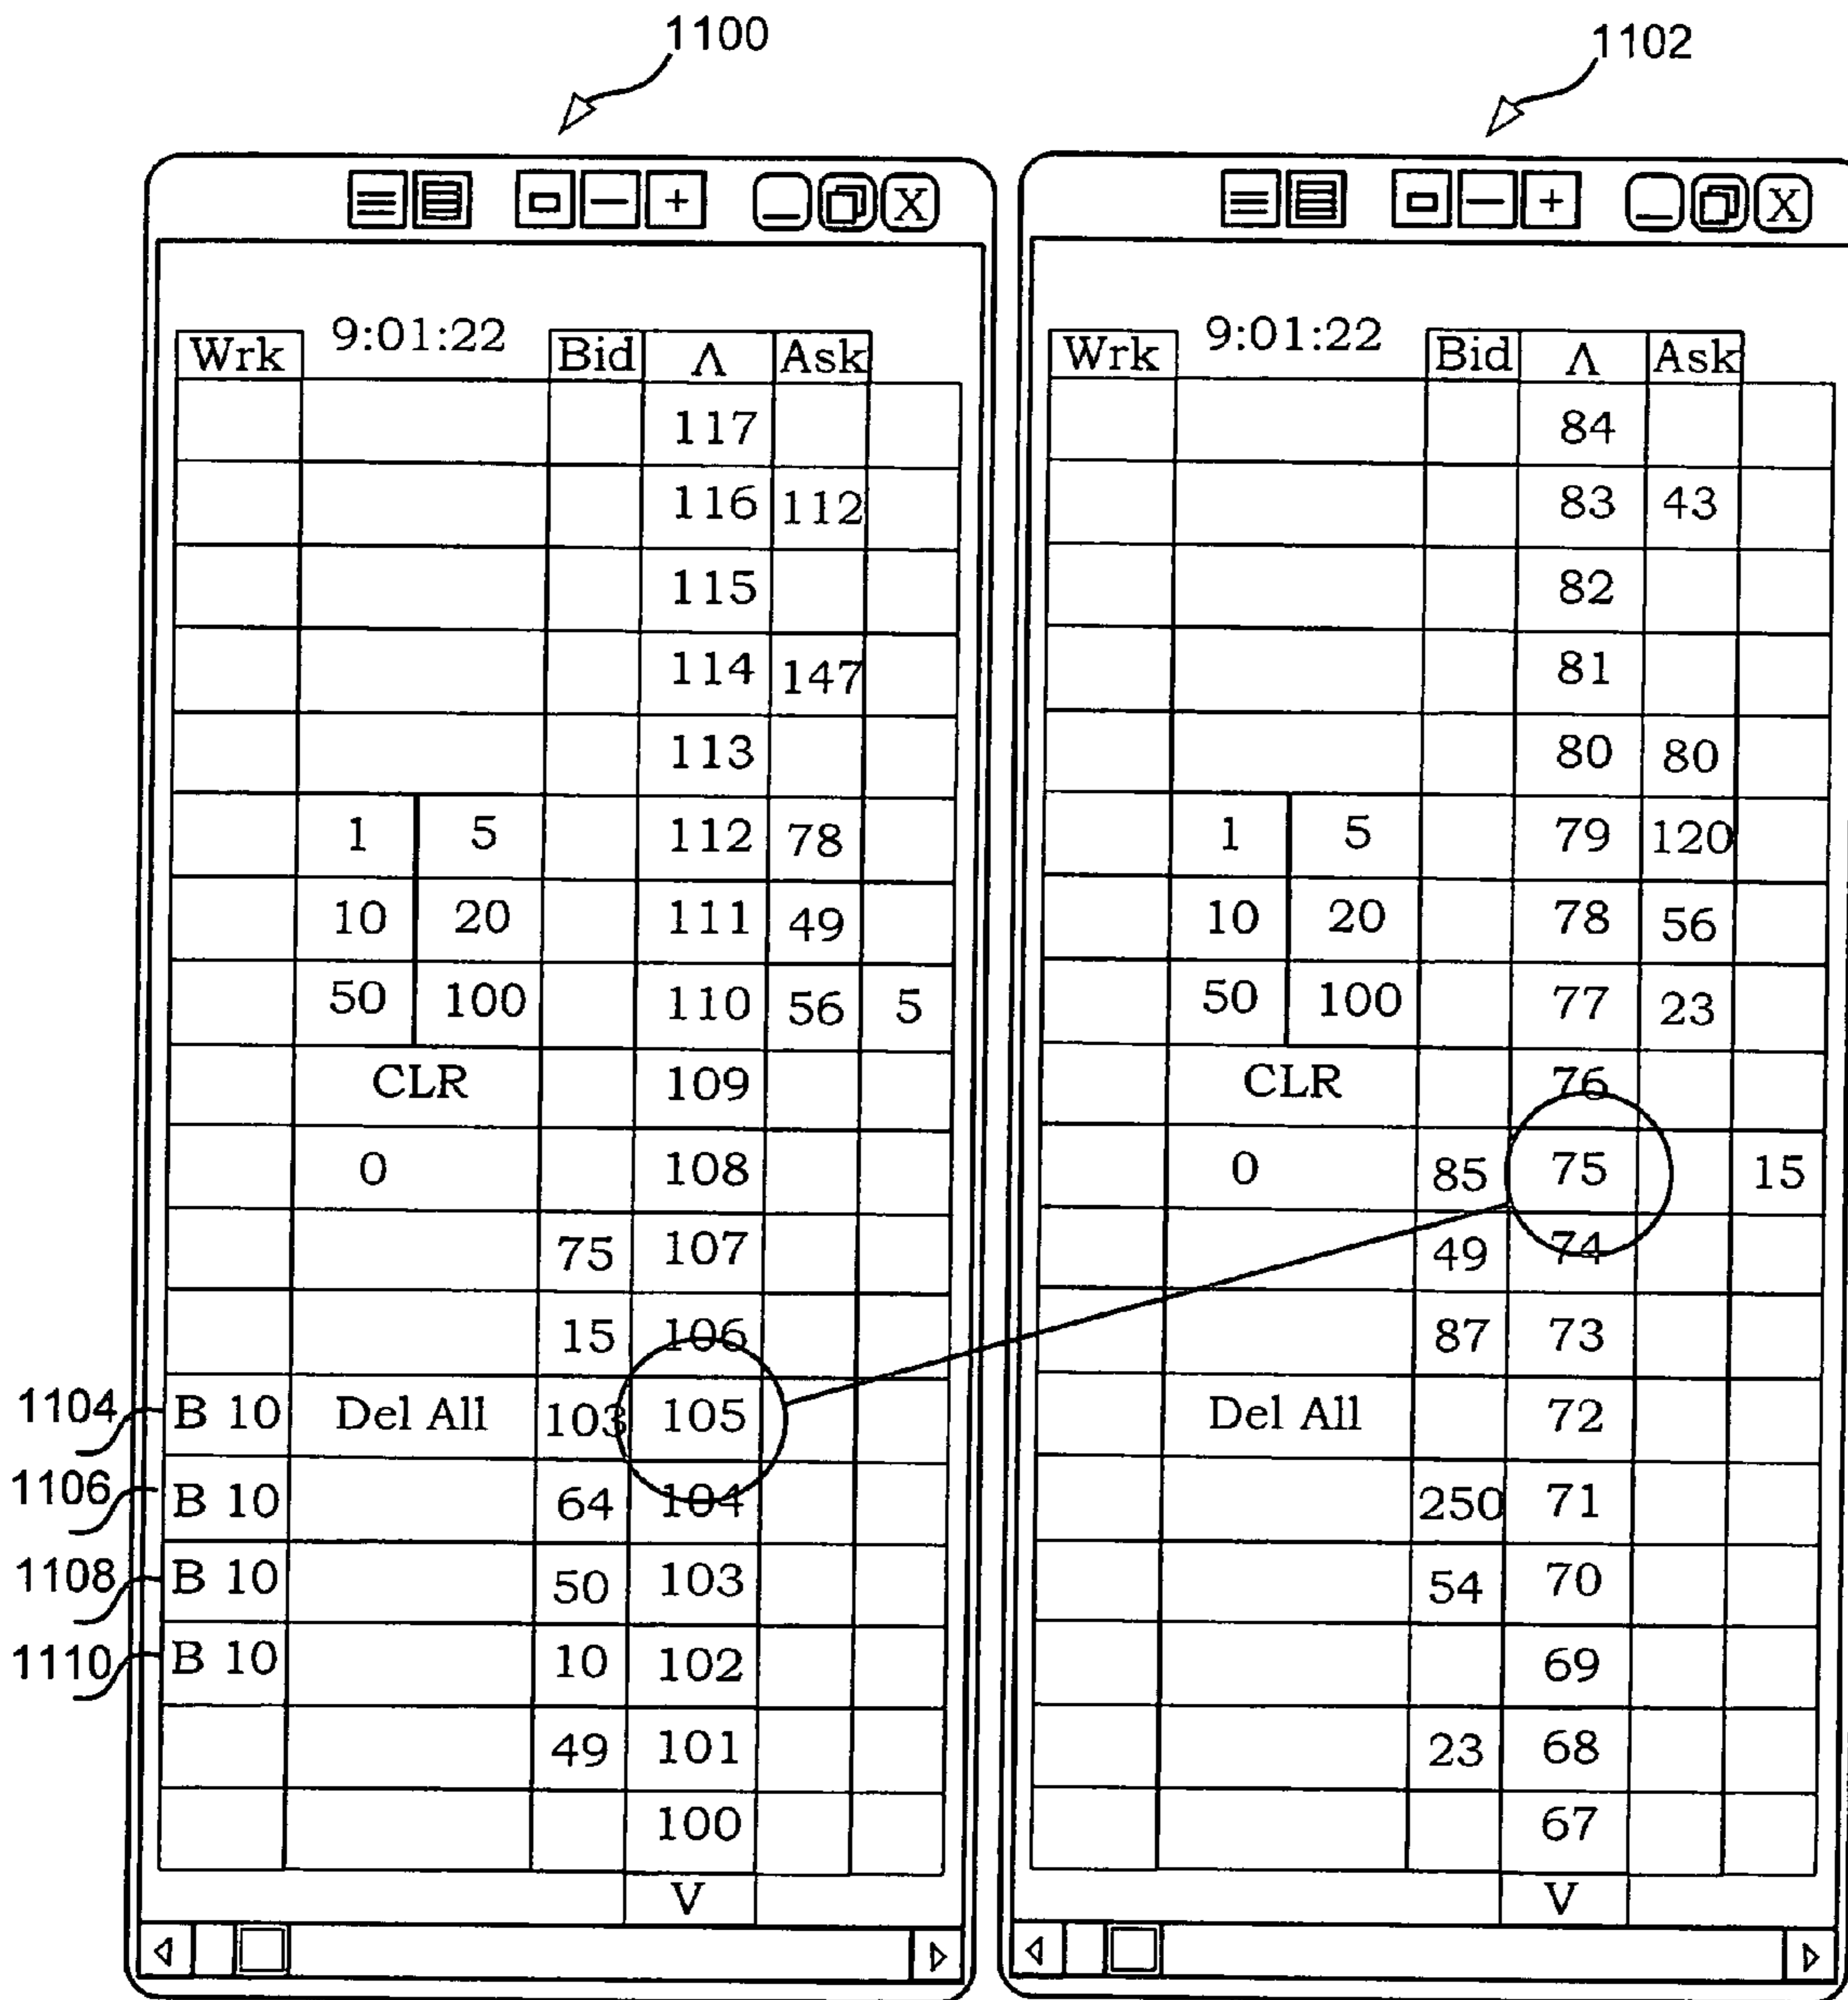 1100 1102
X X
Wrk 9:01:22 Bid Λ Ask Wrk 9:01:22 Bid Λ Ask
117 84
116 112 83 43
115 82
114 147 81
113 80 80
1 5 112 78 1 5 79 120
10 20 111 49 10 20 78 56
50 100 110 56 5 50 100 77 23
CLR 109 CLR 76
0 108 0 85 75 15
75 107 49 74
15 106 87 73
1104 B 10 Del All 103 105 Del All 72
1106 B 10 64 104 250 71
1108 B 10 50 103 54 70
1110 B 10 10 102 69
49 101 23 68
100 67
V V